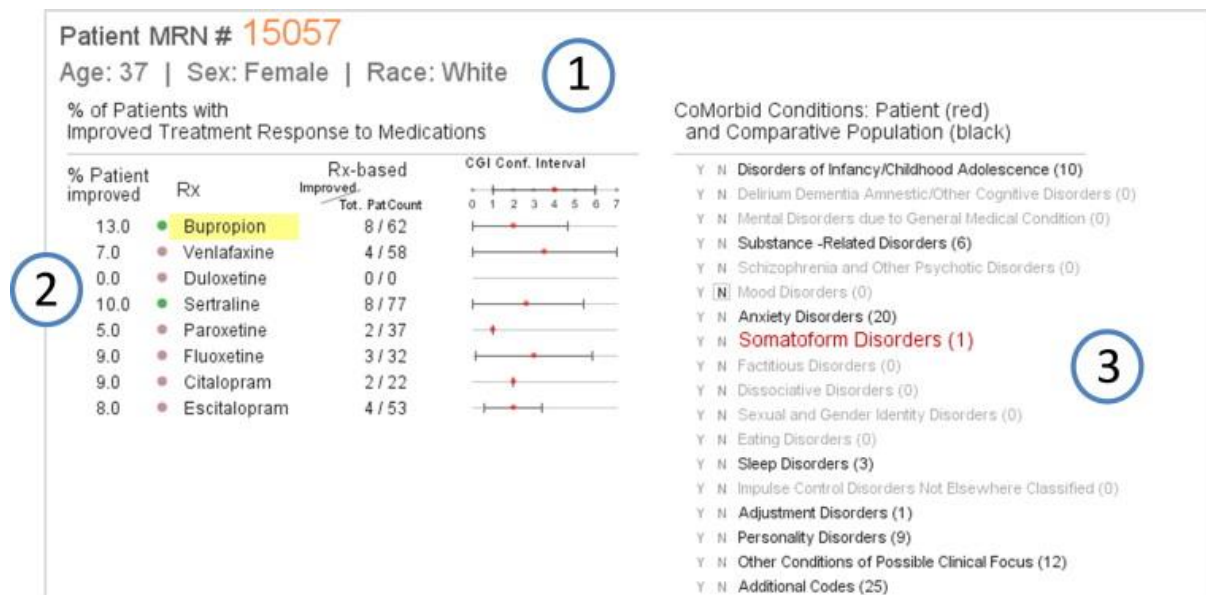 Patient MRN # 15057
Age: 37 | Sex: Female | Race: White
1
% of Patients with
Improved Treatment Response to Medications
% Patient
improved
Rx
Rx-based
Improved
Tot. PatCount
CGI Conf. Interval
0 1 2 3 4 5 6 7
13.0 Bupropion 8 / 62
7.0 Venlafaxine 4 / 58
0.0 Duloxetine 0 / 0
10.0 Sertraline 8 / 77
5.0 Paroxetine 2 / 37
9.0 Fluoxetine 3 / 32
9.0 Citalopram 2 / 22
8.0 Escitalopram 4 / 53
2
CoMorbid Conditions: Patient (red)
and Comparative Population (black)
Y N Disorders of Infancy/Childhood Adolescence (10)
Y N Delirium Dementia Amnestic/Other Cognitive Disorders (0)
Y N Mental Disorders due to General Medical Condition (0)
Y N Substance -Related Disorders (6)
Y N Schizophrenia and Other Psychotic Disorders (0)
Y N Mood Disorders (0)
Y N Anxiety Disorders (20)
Y N Somatoform Disorders (1)
Y N Factitious Disorders (0)
Y N Dissociative Disorders (0)
Y N Sexual and Gender Identity Disorders (0)
Y N Eating Disorders (0)
Y N Sleep Disorders (3)
Y N Impulse Control Disorders Not Elsewhere Classified (0)
Y N Adjustment Disorders (1)
Y N Personality Disorders (9)
Y N Other Conditions of Possible Clinical Focus (12)
Y N Additional Codes (25)
3